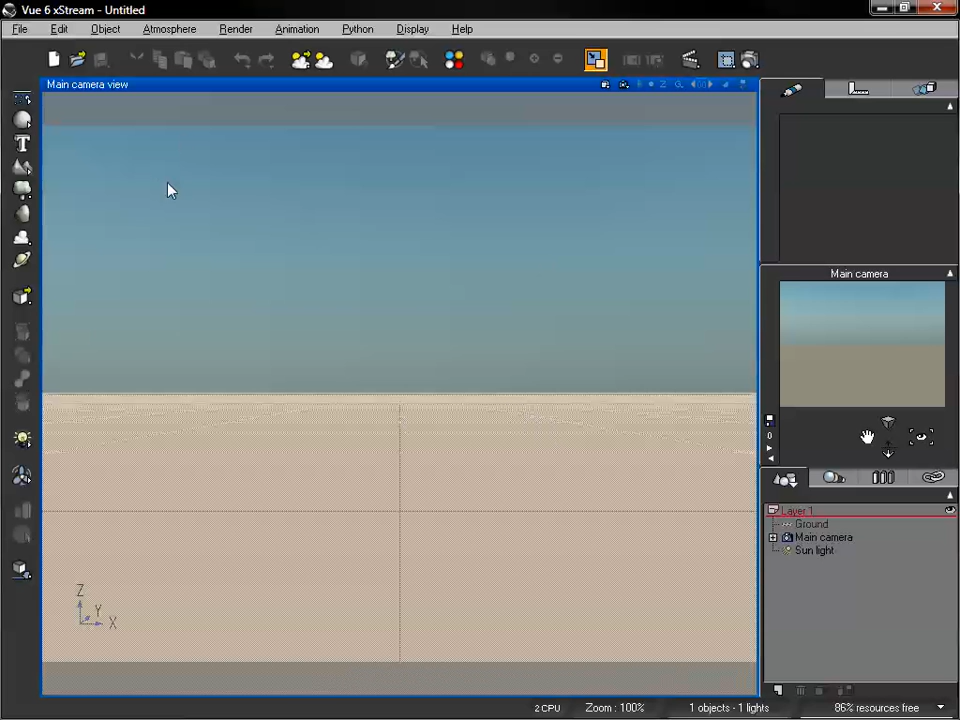 Vue 6 xStream - Untitled
File Edit Object Atmosphere Render Animation Python Display Help
Main camera view
Main camera
0
Layer 1
Ground
Main camera
Sun light
Z
Y
X
2 CPU Zoom : 100% 1 objects - 1 lights 86% resources free